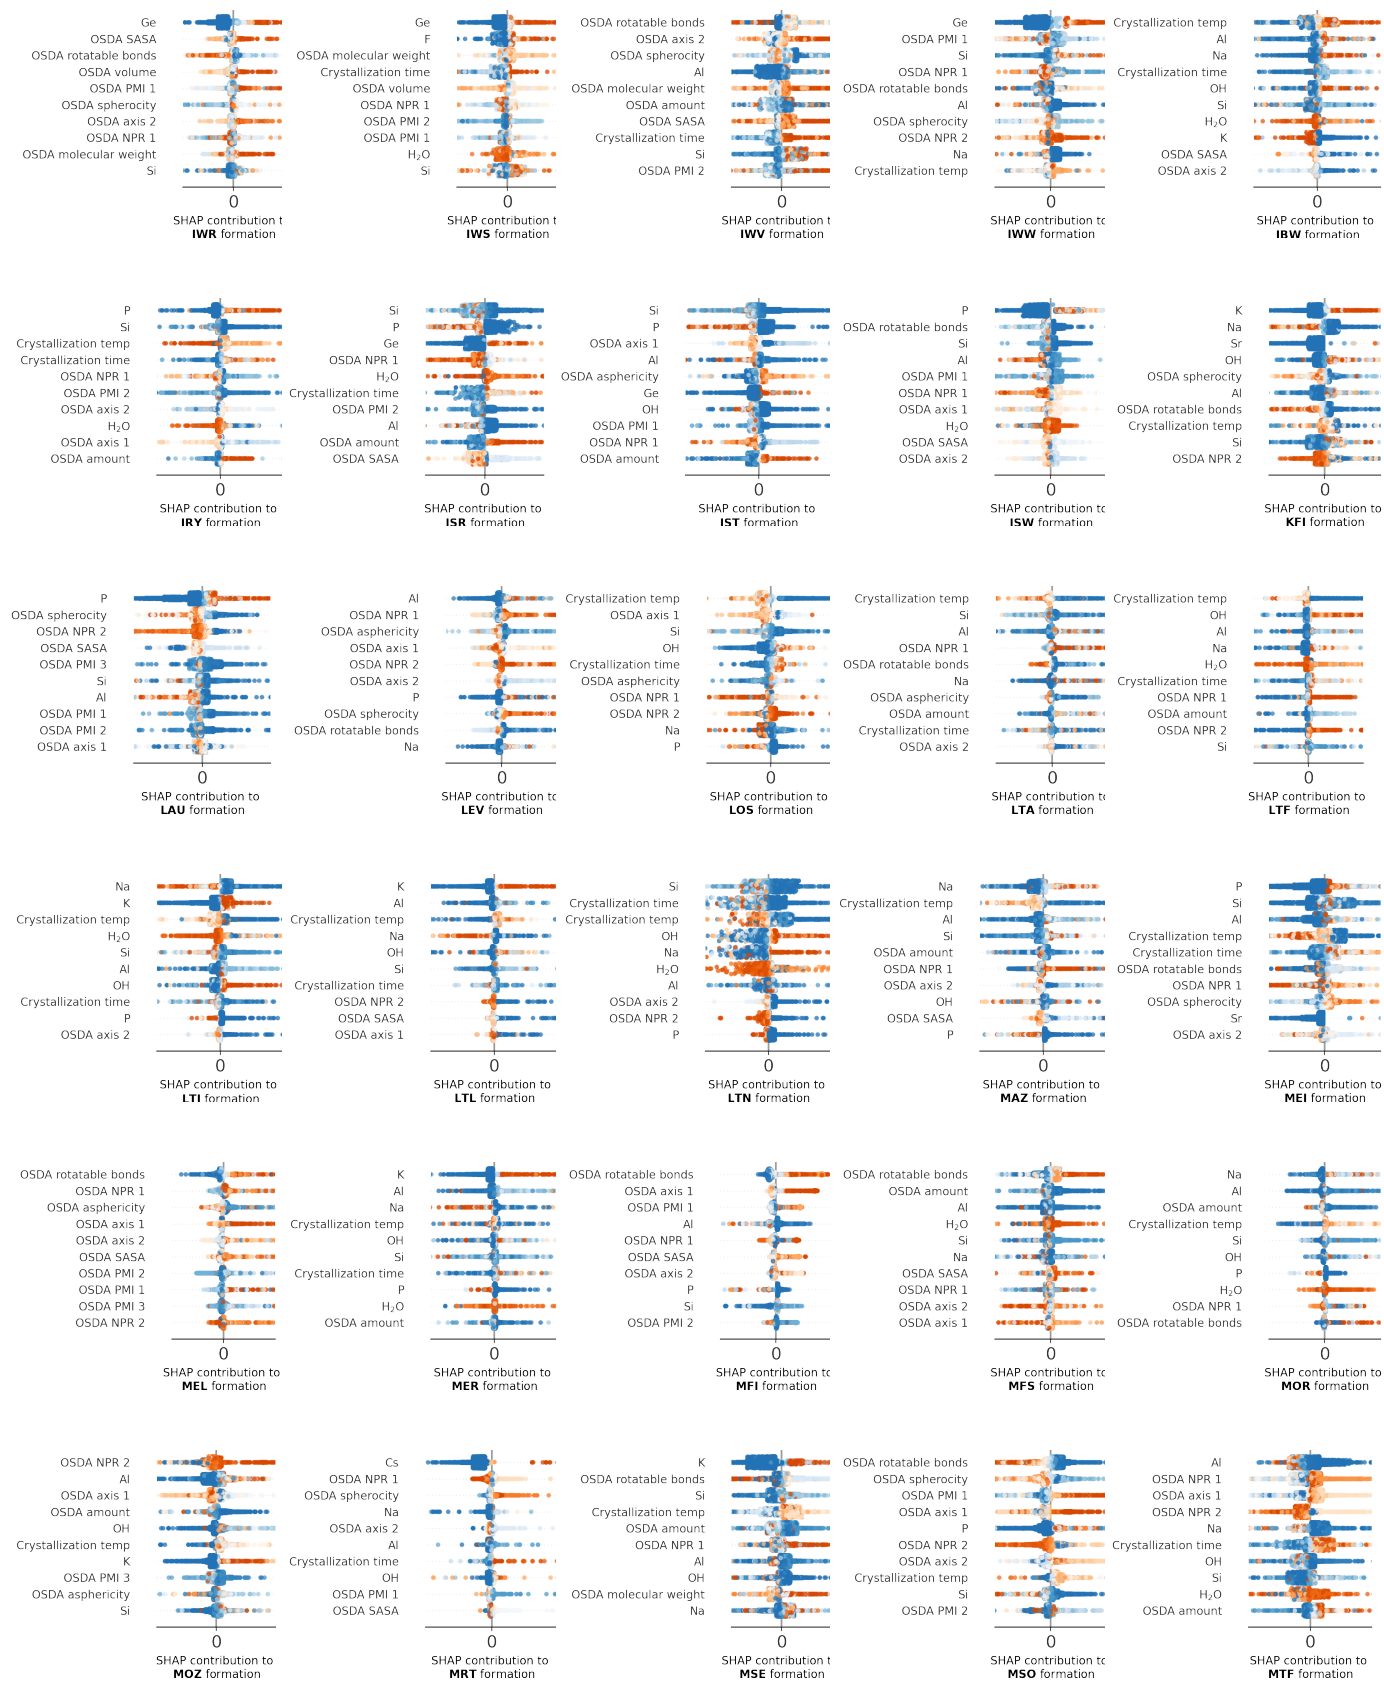 Ge
OSDA SASA
OSDA rotatable bonds
OSDA volume
OSDA PMI 1
OSDA spherocity
OSDA axis 2
OSDA NPR 1
OSDA molecular weight
Si
0
SHAP contribution t
IWR formation
Ge
F
OSDA molecular weight
Crystallization time
OSDA volume
OSDA NPR 1
OSDA PMI 2
OSDA PMI 1
H₂O
Si
0
SHAP contribution t
IWS formation
OSDA rotatable bonds
OSDA axis 2
OSDA spherocity
Al
OSDA molecular weight
OSDA amount
OSDA SASA
Crystallization time
Si
OSDA PMI 2
0
SHAP contribution t
IWV formation
Ge
OSDA PMI 1
Si
OSDA NPR 1
OSDA rotatable bonds
Al
OSDA spherocity
OSDA NPR 2
Na
Crystallization temp
0
SHAP contribution to
IWW formation
Crystallization temp
Al
Na
Crystallization time
OH
Si
H₂O
K
OSDA SASA
OSDA axis 2
0
SHAP contribution to
JBW formation
P
Si
Crystallization temp
Crystallization time
OSDA NPR 1
OSDA PMI 2
OSDA axis 2
H₂O
OSDA axis 1
OSDA amount
0
SHAP contribution to
JRY formation
Si
P
Ge
OSDA NPR 1
H₂O
Crystallization time
OSDA PMI 2
Al
OSDA amount
OSDA SASA
0
SHAP contribution to
JSR formation
Si
P
OSDA axis 1
Al
OSDA asphericity
Ge
OH
OSDA PMI 1
OSDA NPR 1
OSDA amount
0
SHAP contribution to
JST formation
P
OSDA rotatable bonds
Si
Al
OSDA PMI 1
OSDA NPR 1
OSDA axis 1
H₂O
OSDA SASA
OSDA axis 2
0
SHAP contribution to
JSW formation
K
Na
Sr
OH
OSDA spherocity
Al
OSDA rotatable bonds
Crystallization temp
Si
OSDA NPR 2
0
SHAP contribution to
KFI formation
P
OSDA spherocity
OSDA NPR 2
OSDA SASA
OSDA PMI 3
Si
Al
OSDA PMI 1
OSDA PMI 2
OSDA axis 1
0
SHAP contribution to
LAU formation
Al
OSDA NPR 1
OSDA asphericity
OSDA axis 1
OSDA NPR 2
OSDA axis 2
P
OSDA spherocity
OSDA rotatable bonds
Na
0
SHAP contribution to
LEV formation
Crystallization temp
OSDA axis 1
Si
OH
Crystallization time
OSDA asphericity
OSDA NPR 1
OSDA NPR 2
Na
P
0
SHAP contribution to
LOS formation
Crystallization temp
Si
Al
OSDA NPR 1
OSDA rotatable bonds
Na
OSDA asphericity
OSDA amount
Crystallization time
OSDA axis 2
0
SHAP contribution to
LTA formation
Crystallization temp
OH
Al
Na
H₂O
Crystallization time
OSDA NPR 1
OSDA amount
OSDA NPR 2
Si
0
SHAP contribution to
LTF formation
Na
K
Crystallization temp
H₂O
Si
Al
OH
Crystallization time
P
OSDA axis 2
0
SHAP contribution to
LTJ formation
K
Al
Crystallization temp
Na
OH
Si
Crystallization time
OSDA NPR 2
OSDA SASA
OSDA axis 1
0
SHAP contribution to
LTL formation
Si
Crystallization time
Crystallization temp
OH
Na
H₂O
Al
OSDA axis 2
OSDA NPR 2
P
0
SHAP contribution to
LTN formation
Na
Crystallization temp
Al
Si
OSDA amount
OSDA NPR 1
OSDA axis 2
OH
OSDA SASA
P
0
SHAP contribution to
MAZ formation
P
Si
Al
Crystallization temp
Crystallization time
OSDA rotatable bonds
OSDA NPR 1
OSDA spherocity
Sr
OSDA axis 2
0
SHAP contribution to
MEI formation
OSDA rotatable bonds
OSDA NPR 1
OSDA asphericity
OSDA axis 1
OSDA axis 2
OSDA SASA
OSDA PMI 2
OSDA PMI 1
OSDA PMI 3
OSDA NPR 2
0
SHAP contribution to
MEL formation
K
Al
Na
Crystallization temp
OH
Si
Crystallization time
P
H₂O
OSDA amount
0
SHAP contribution to
MER formation
OSDA rotatable bonds
OSDA axis 1
OSDA PMI 1
Al
OSDA NPR 1
OSDA SASA
OSDA axis 2
P
Si
OSDA PMI 2
0
SHAP contribution to
MFI formation
OSDA rotatable bonds
OSDA amount
Al
H₂O
Si
Na
OSDA SASA
OSDA NPR 1
OSDA axis 2
OSDA axis 1
0
SHAP contribution to
MFS formation
Na
Al
OSDA amount
Crystallization temp
Si
OH
P
H₂O
OSDA NPR 1
OSDA rotatable bonds
0
SHAP contribution to
MOR formation
OSDA NPR 2
Al
OSDA axis 1
OSDA amount
OH
Crystallization temp
K
OSDA PMI 3
OSDA asphericity
Si
0
SHAP contribution to
MOZ formation
Cs
OSDA NPR 1
OSDA spherocity
Na
OSDA axis 2
Al
Crystallization time
OH
OSDA PMI 1
OSDA SASA
0
SHAP contribution to
MRT formation
K
OSDA rotatable bonds
Si
Crystallization temp
OSDA amount
OSDA NPR 1
Al
OH
OSDA molecular weight
Na
0
SHAP contribution t
MSE formation
OSDA rotatable bonds
OSDA spherocity
OSDA PMI 1
OSDA axis 1
P
OSDA NPR 2
OSDA axis 2
Crystallization temp
Si
OSDA PMI 2
0
SHAP contribution to
MSO formation
Al
OSDA NPR 1
OSDA axis 1
OSDA NPR 2
Na
Crystallization time
OH
Si
H₂O
OSDA amount
0
SHAP contribution to
MTF formation